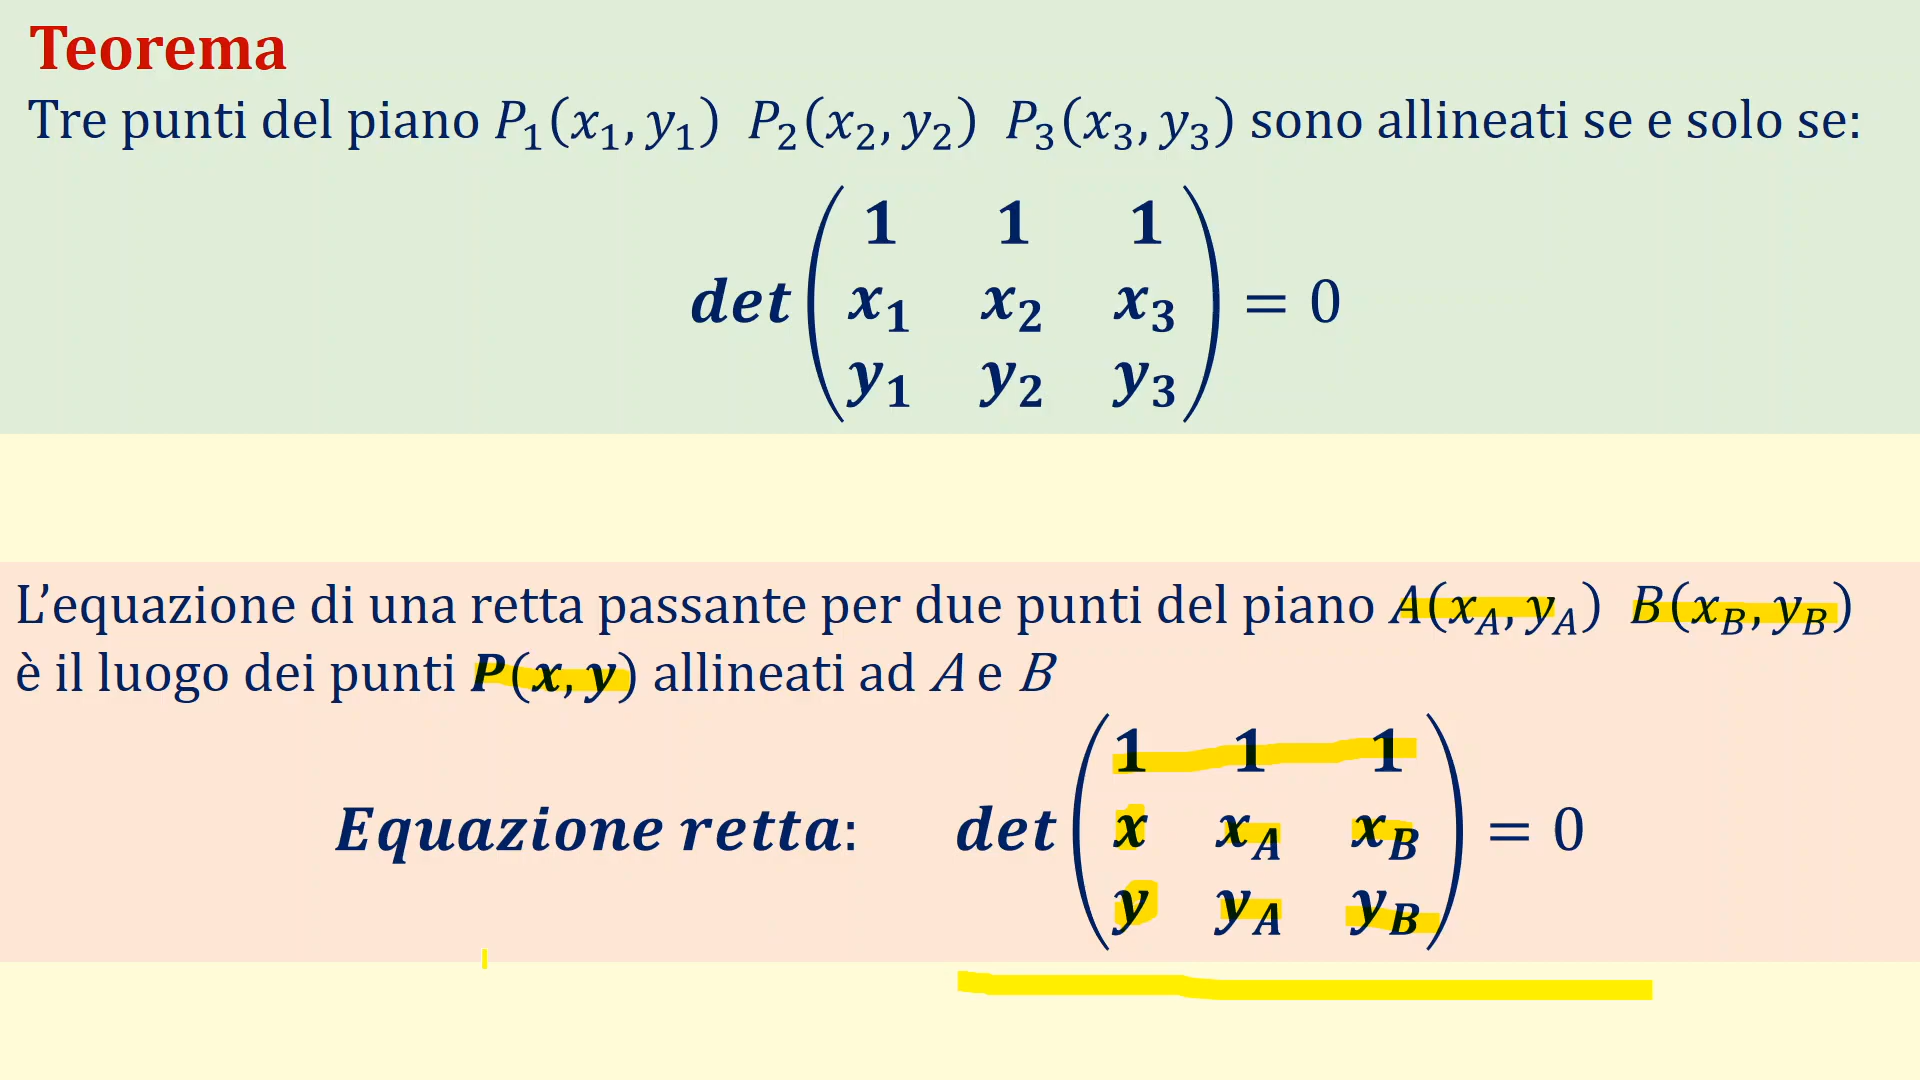 Teorema
Tre punti del piano P₁(x₁, y₁) P₂(x₂, y₂) P₃(x₃, y₃) sono allineati se e solo se:
1 1 1
det ( x₁ x₂ x₃ ) = 0
y₁ y₂ y₃
L’equazione di una retta passante per due punti del piano A(x_A, y_A) B(x_B, y_B)
è il luogo dei punti P(x, y) allineati ad A e B
1 1 1
Equazione retta: det ( x x_A x_B ) = 0
y y_A y_B